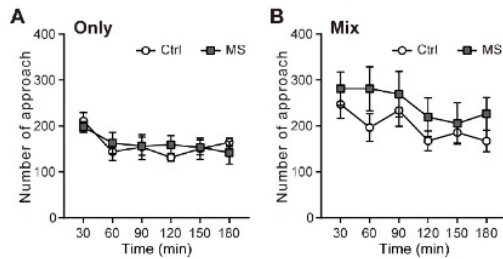 A Only
Ctrl MS
Number of approach
400
300
200
100
0
30 60 90 120 150 180
Time (min)
B Mix
Ctrl MS
Number of approach
400
300
200
100
0
30 60 90 120 150 180
Time (min)